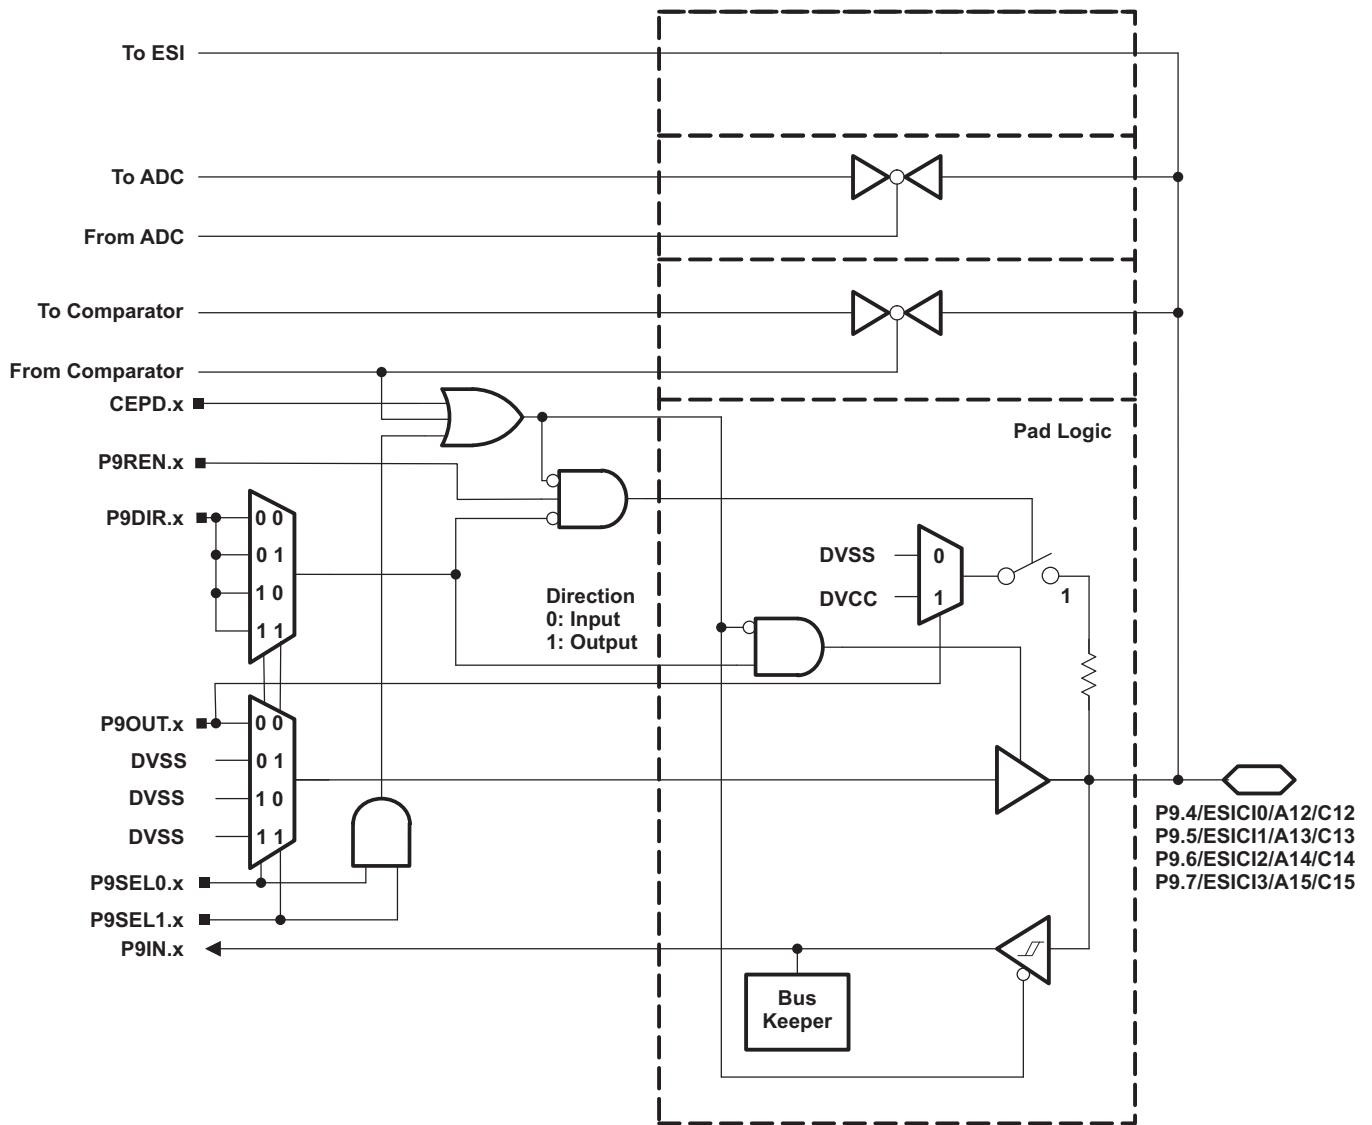 To ESI
To ADC
From ADC
To Comparator
From Comparator
CEPD.x
Pad Logic
P9REN.x
P9DIR.x
0 0
0 1
1 0
1 1
DVSS
0
DVCC
1
1
Direction
0: Input
1: Output
P9OUT.x
0 0
DVSS
0 1
DVSS
1 0
DVSS
1 1
P9.4/ESICI0/A12/C12
P9.5/ESICI1/A13/C13
P9.6/ESICI2/A14/C14
P9.7/ESICI3/A15/C15
P9SEL0.x
P9SEL1.x
P9IN.x
Bus
Keeper